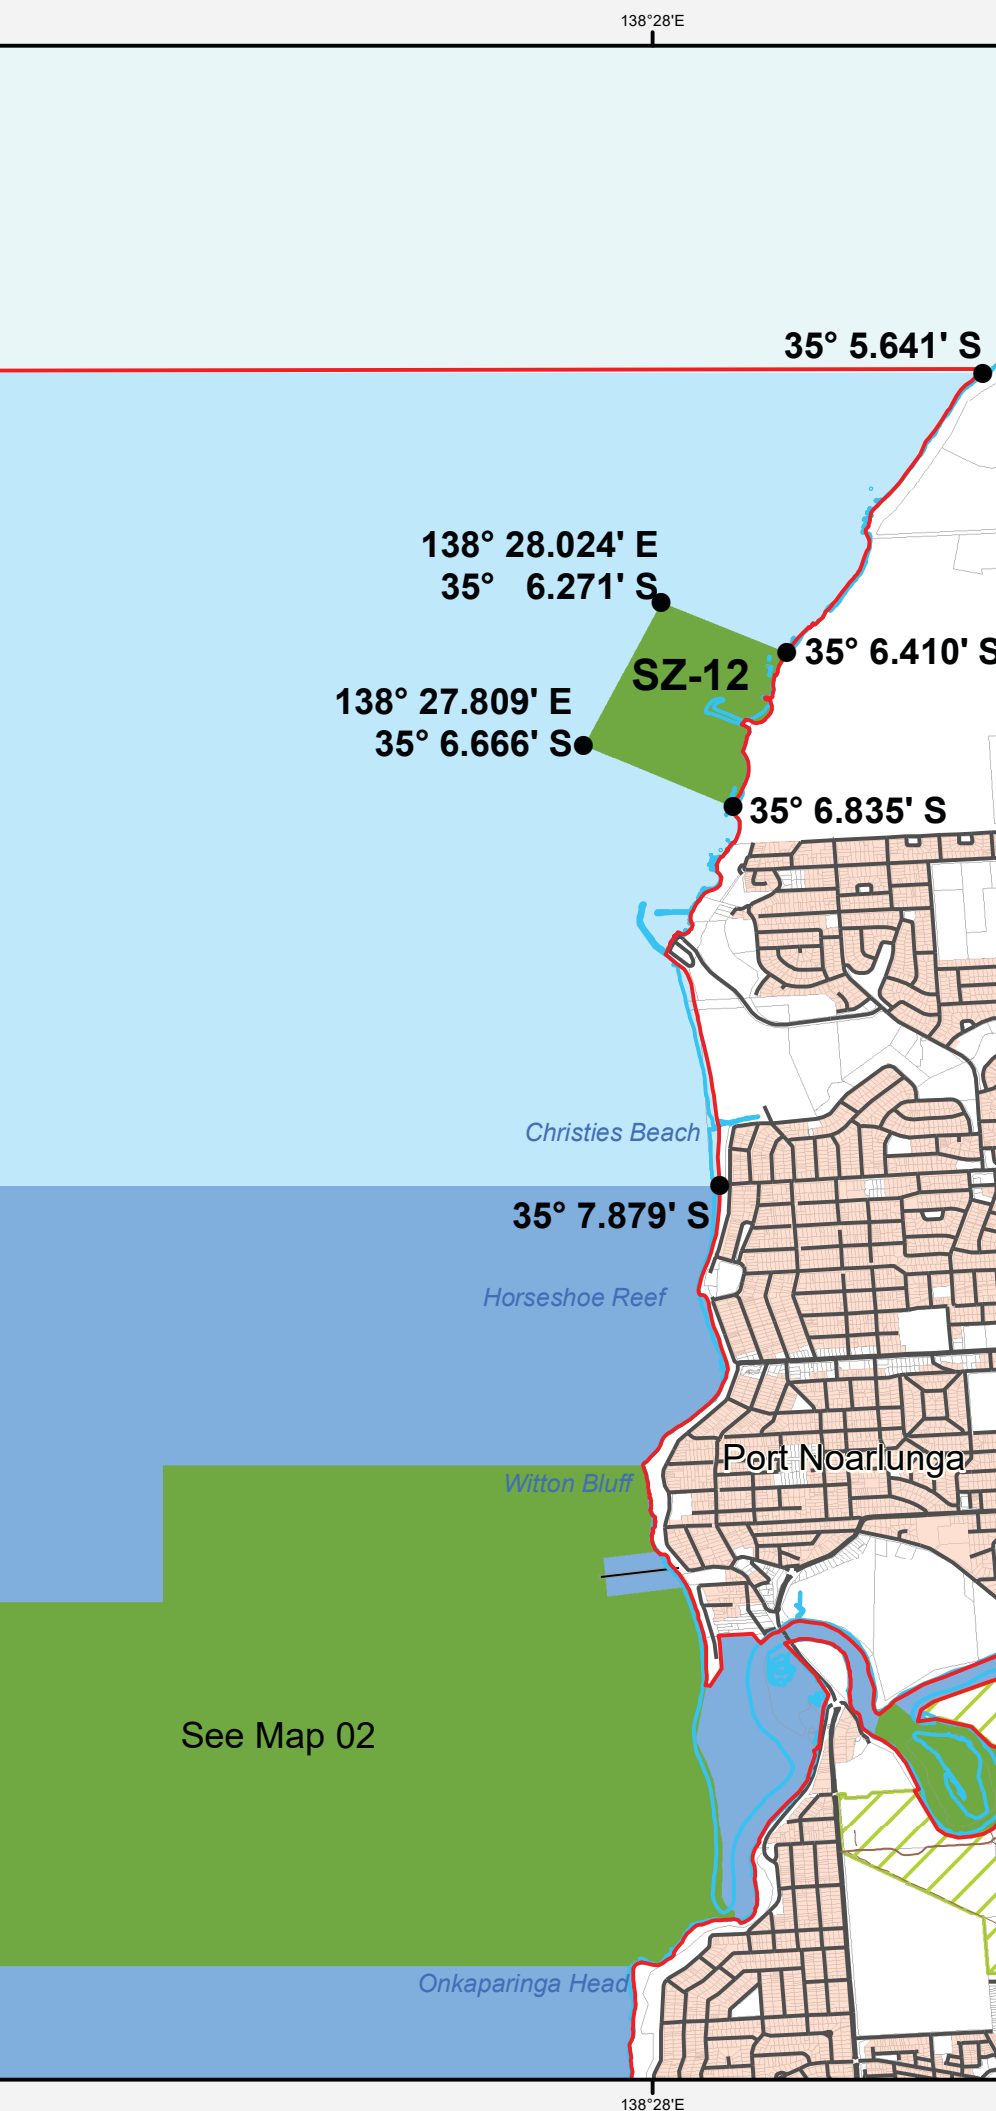 138°28'E
35° 5.641' S
138° 28.024' E
35° 6.271' S
35° 6.410' S
SZ-12
138° 27.809' E
35° 6.666' S
35° 6.835' S
Christies Beach
35° 7.879' S
Horseshoe Reef
Port Noarlunga
Witton Bluff
See Map 02
Onkaparinga Head
138°28'E